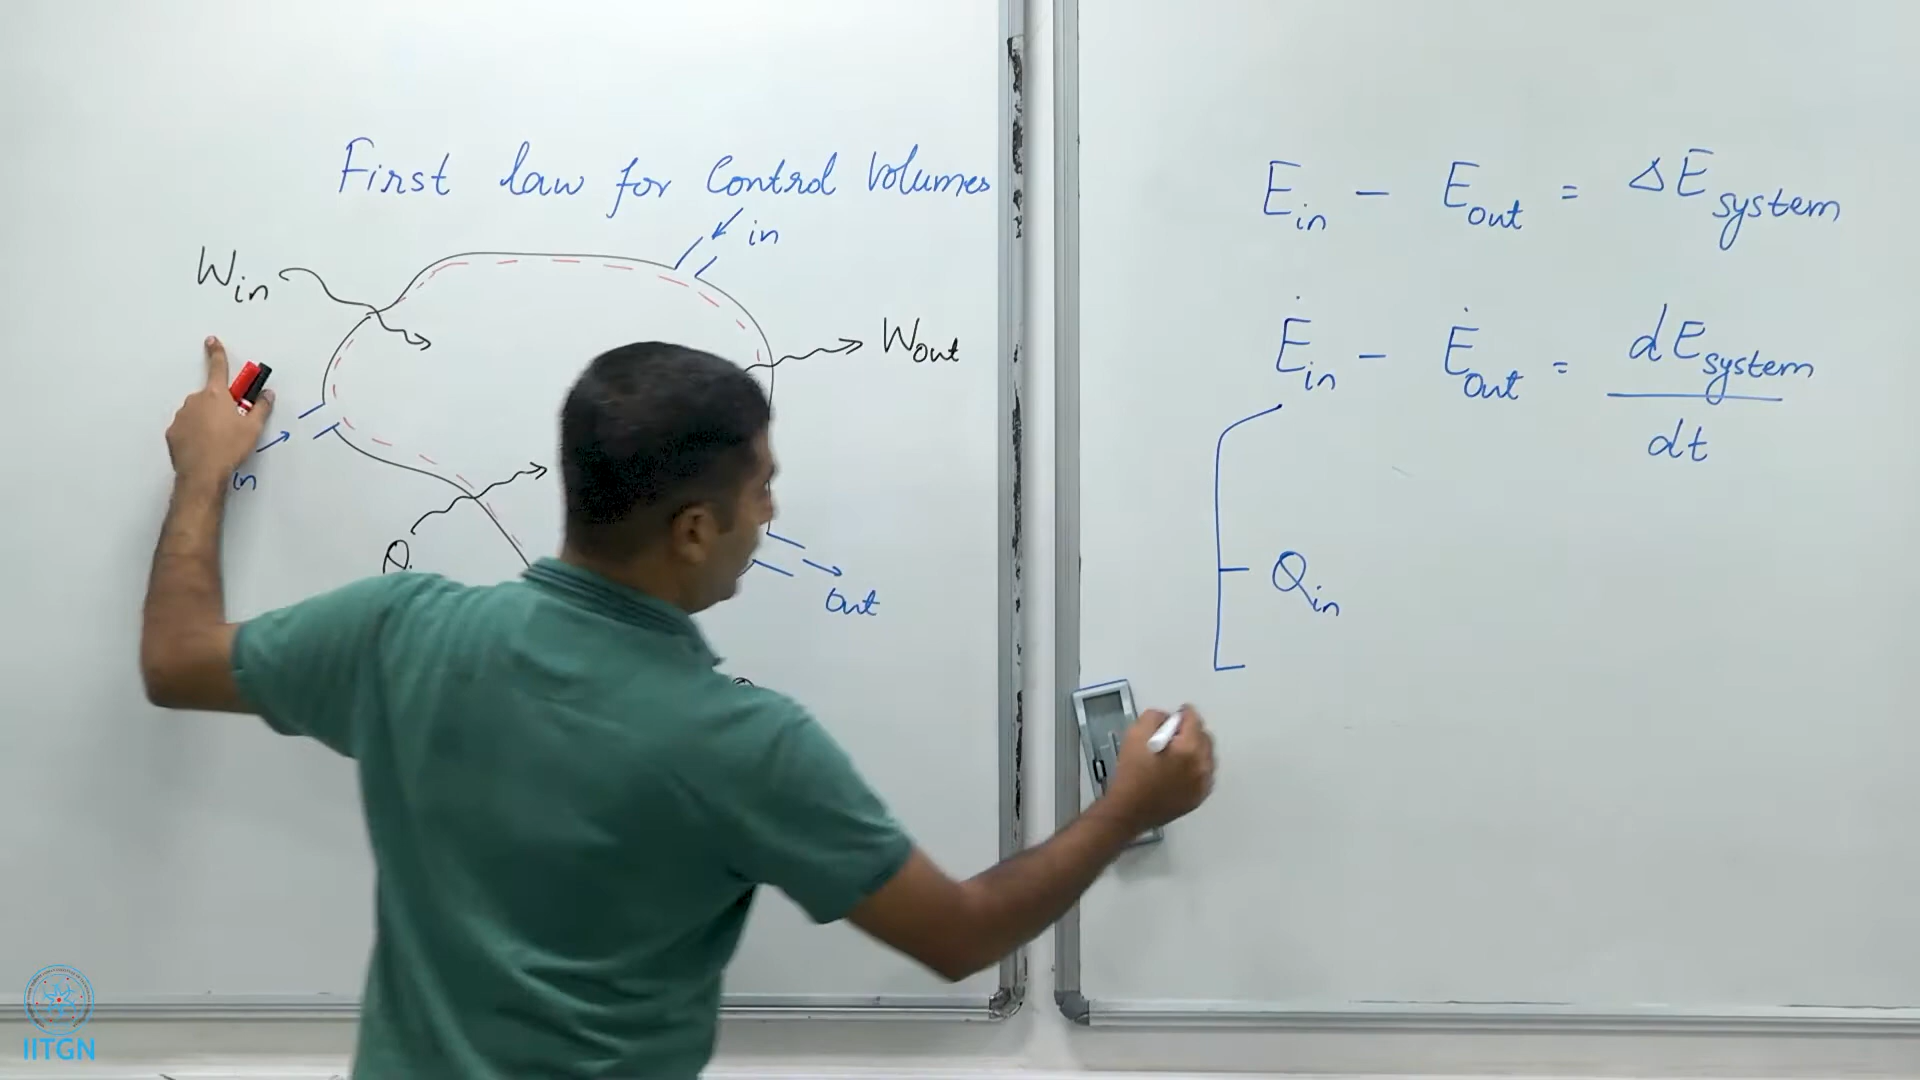 First law for Control Volumes
in
W_in
W_out
in
Q
out
E_in - E_out = ΔE_system
Ė_in - Ė_out = dE_system
dt
Q_in
IITGN